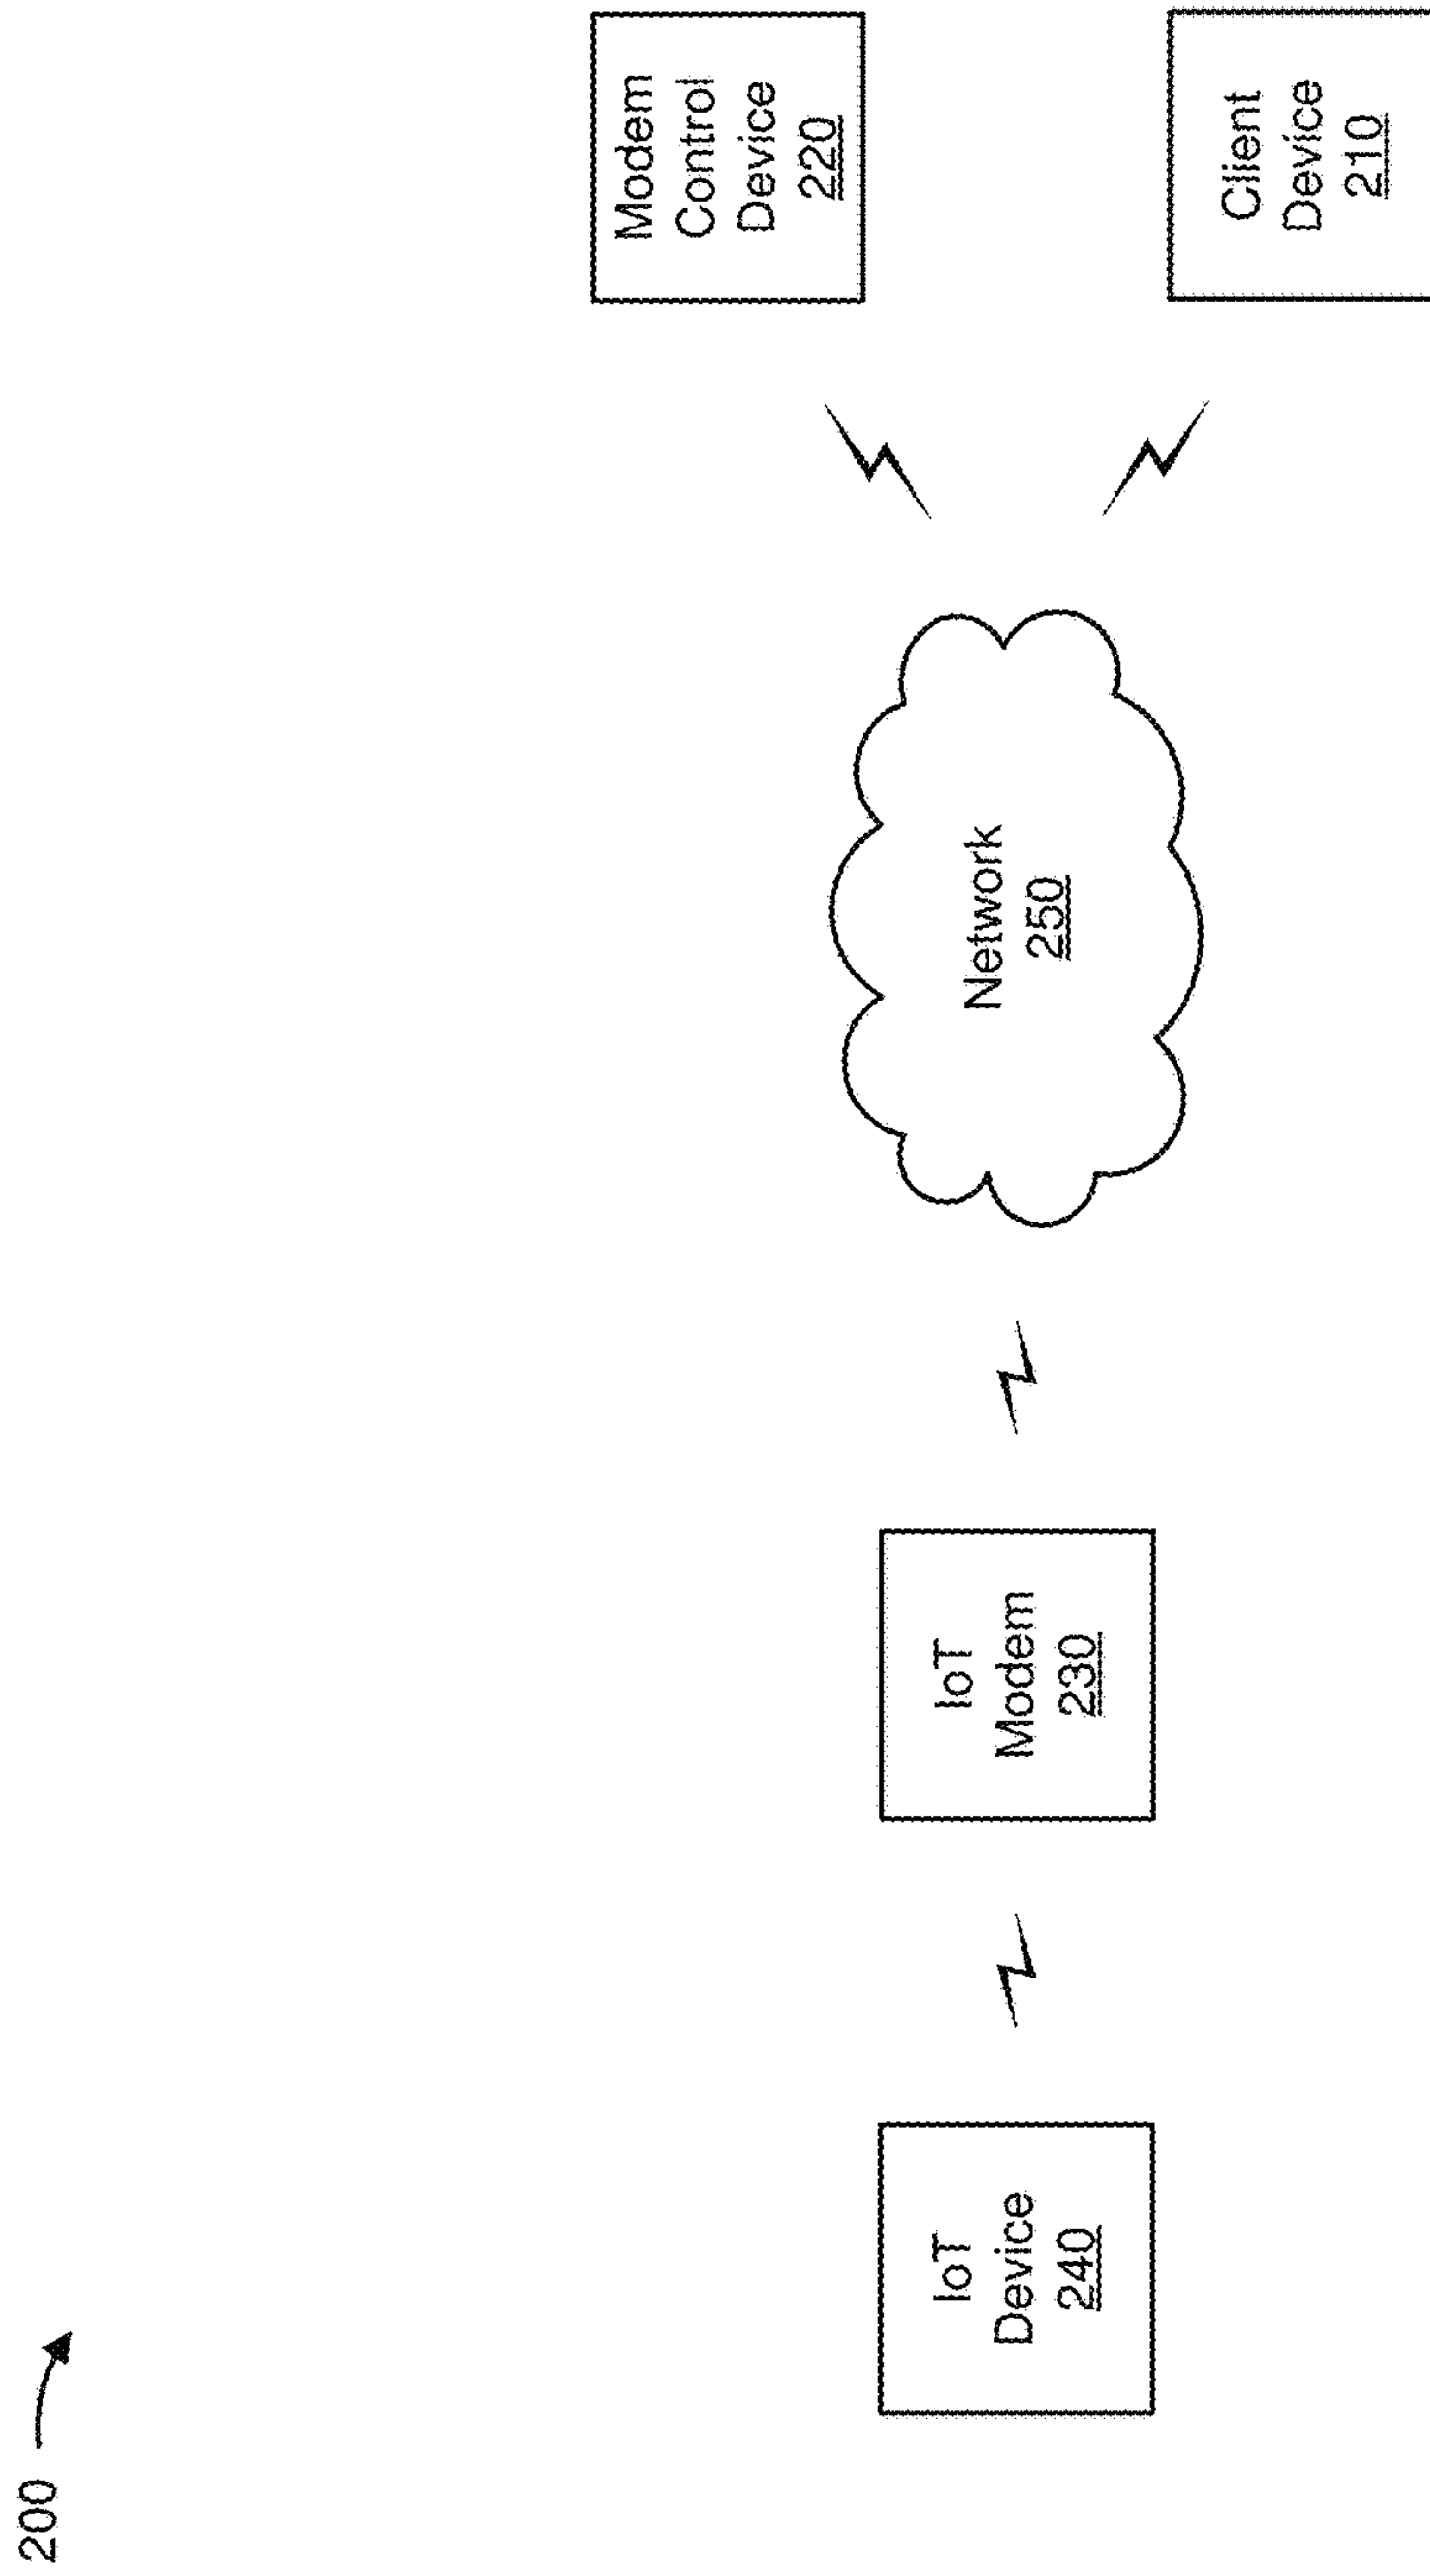 200
IoT
Device
240
IoT
Modem
230
Network
250
Modem
Control
Device
220
Client
Device
210